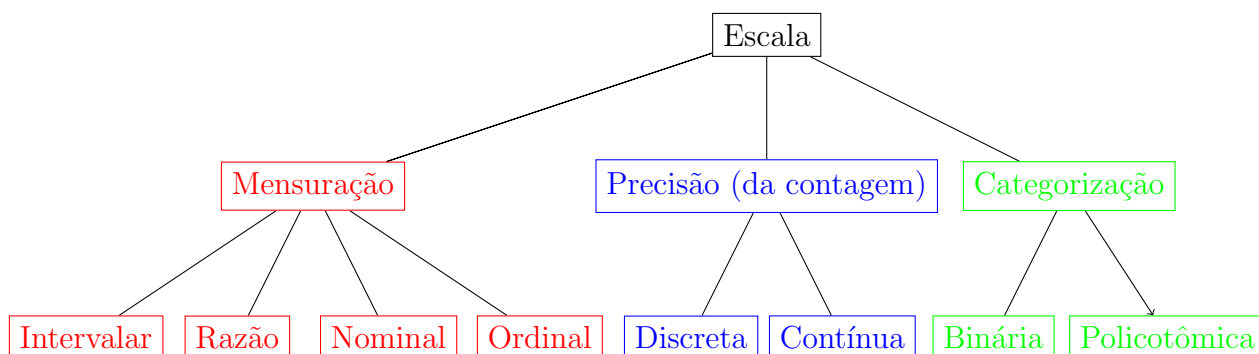 Escala
Mensuração
Precisão (da contagem)
Categorização
Intervalar
Razão
Nominal
Ordinal
Discreta
Contínua
Binária
Policotômica